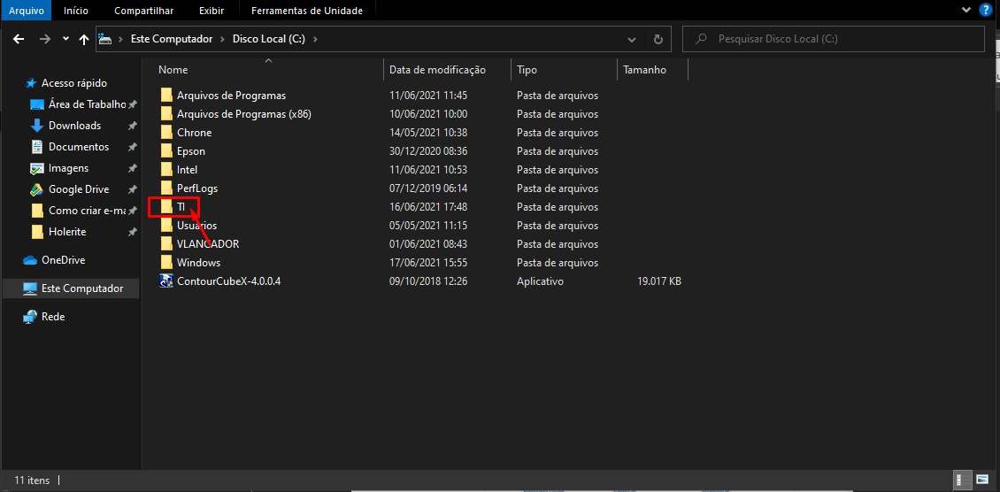 Arquivo Início Compartilhar Exibir Ferramentas de Unidade
Este Computador Disco Local (C:) Pesquisar Disco Local (C:)
Nome Data de modificação Tipo Tamanho
Acesso rápido
Área de Trabalho
Downloads
Documentos
Imagens
Google Drive
Como criar e-ma
Holerite
OneDrive
Este Computador
Rede
Arquivos de Programas 11/06/2021 11:45 Pasta de arquivos
Arquivos de Programas (x86) 10/06/2021 10:00 Pasta de arquivos
Chrone 14/05/2021 10:38 Pasta de arquivos
Epson 30/12/2020 08:36 Pasta de arquivos
Intel 11/06/2021 10:53 Pasta de arquivos
PerfLogs 07/12/2019 06:14 Pasta de arquivos
TI 16/06/2021 17:48 Pasta de arquivos
Usuários 05/05/2021 11:15 Pasta de arquivos
VLANCADOR 01/06/2021 08:43 Pasta de arquivos
Windows 17/06/2021 15:55 Pasta de arquivos
ContourCubeX-4.0.0.4 09/10/2018 12:26 Aplicativo 19.017 KB
11 itens